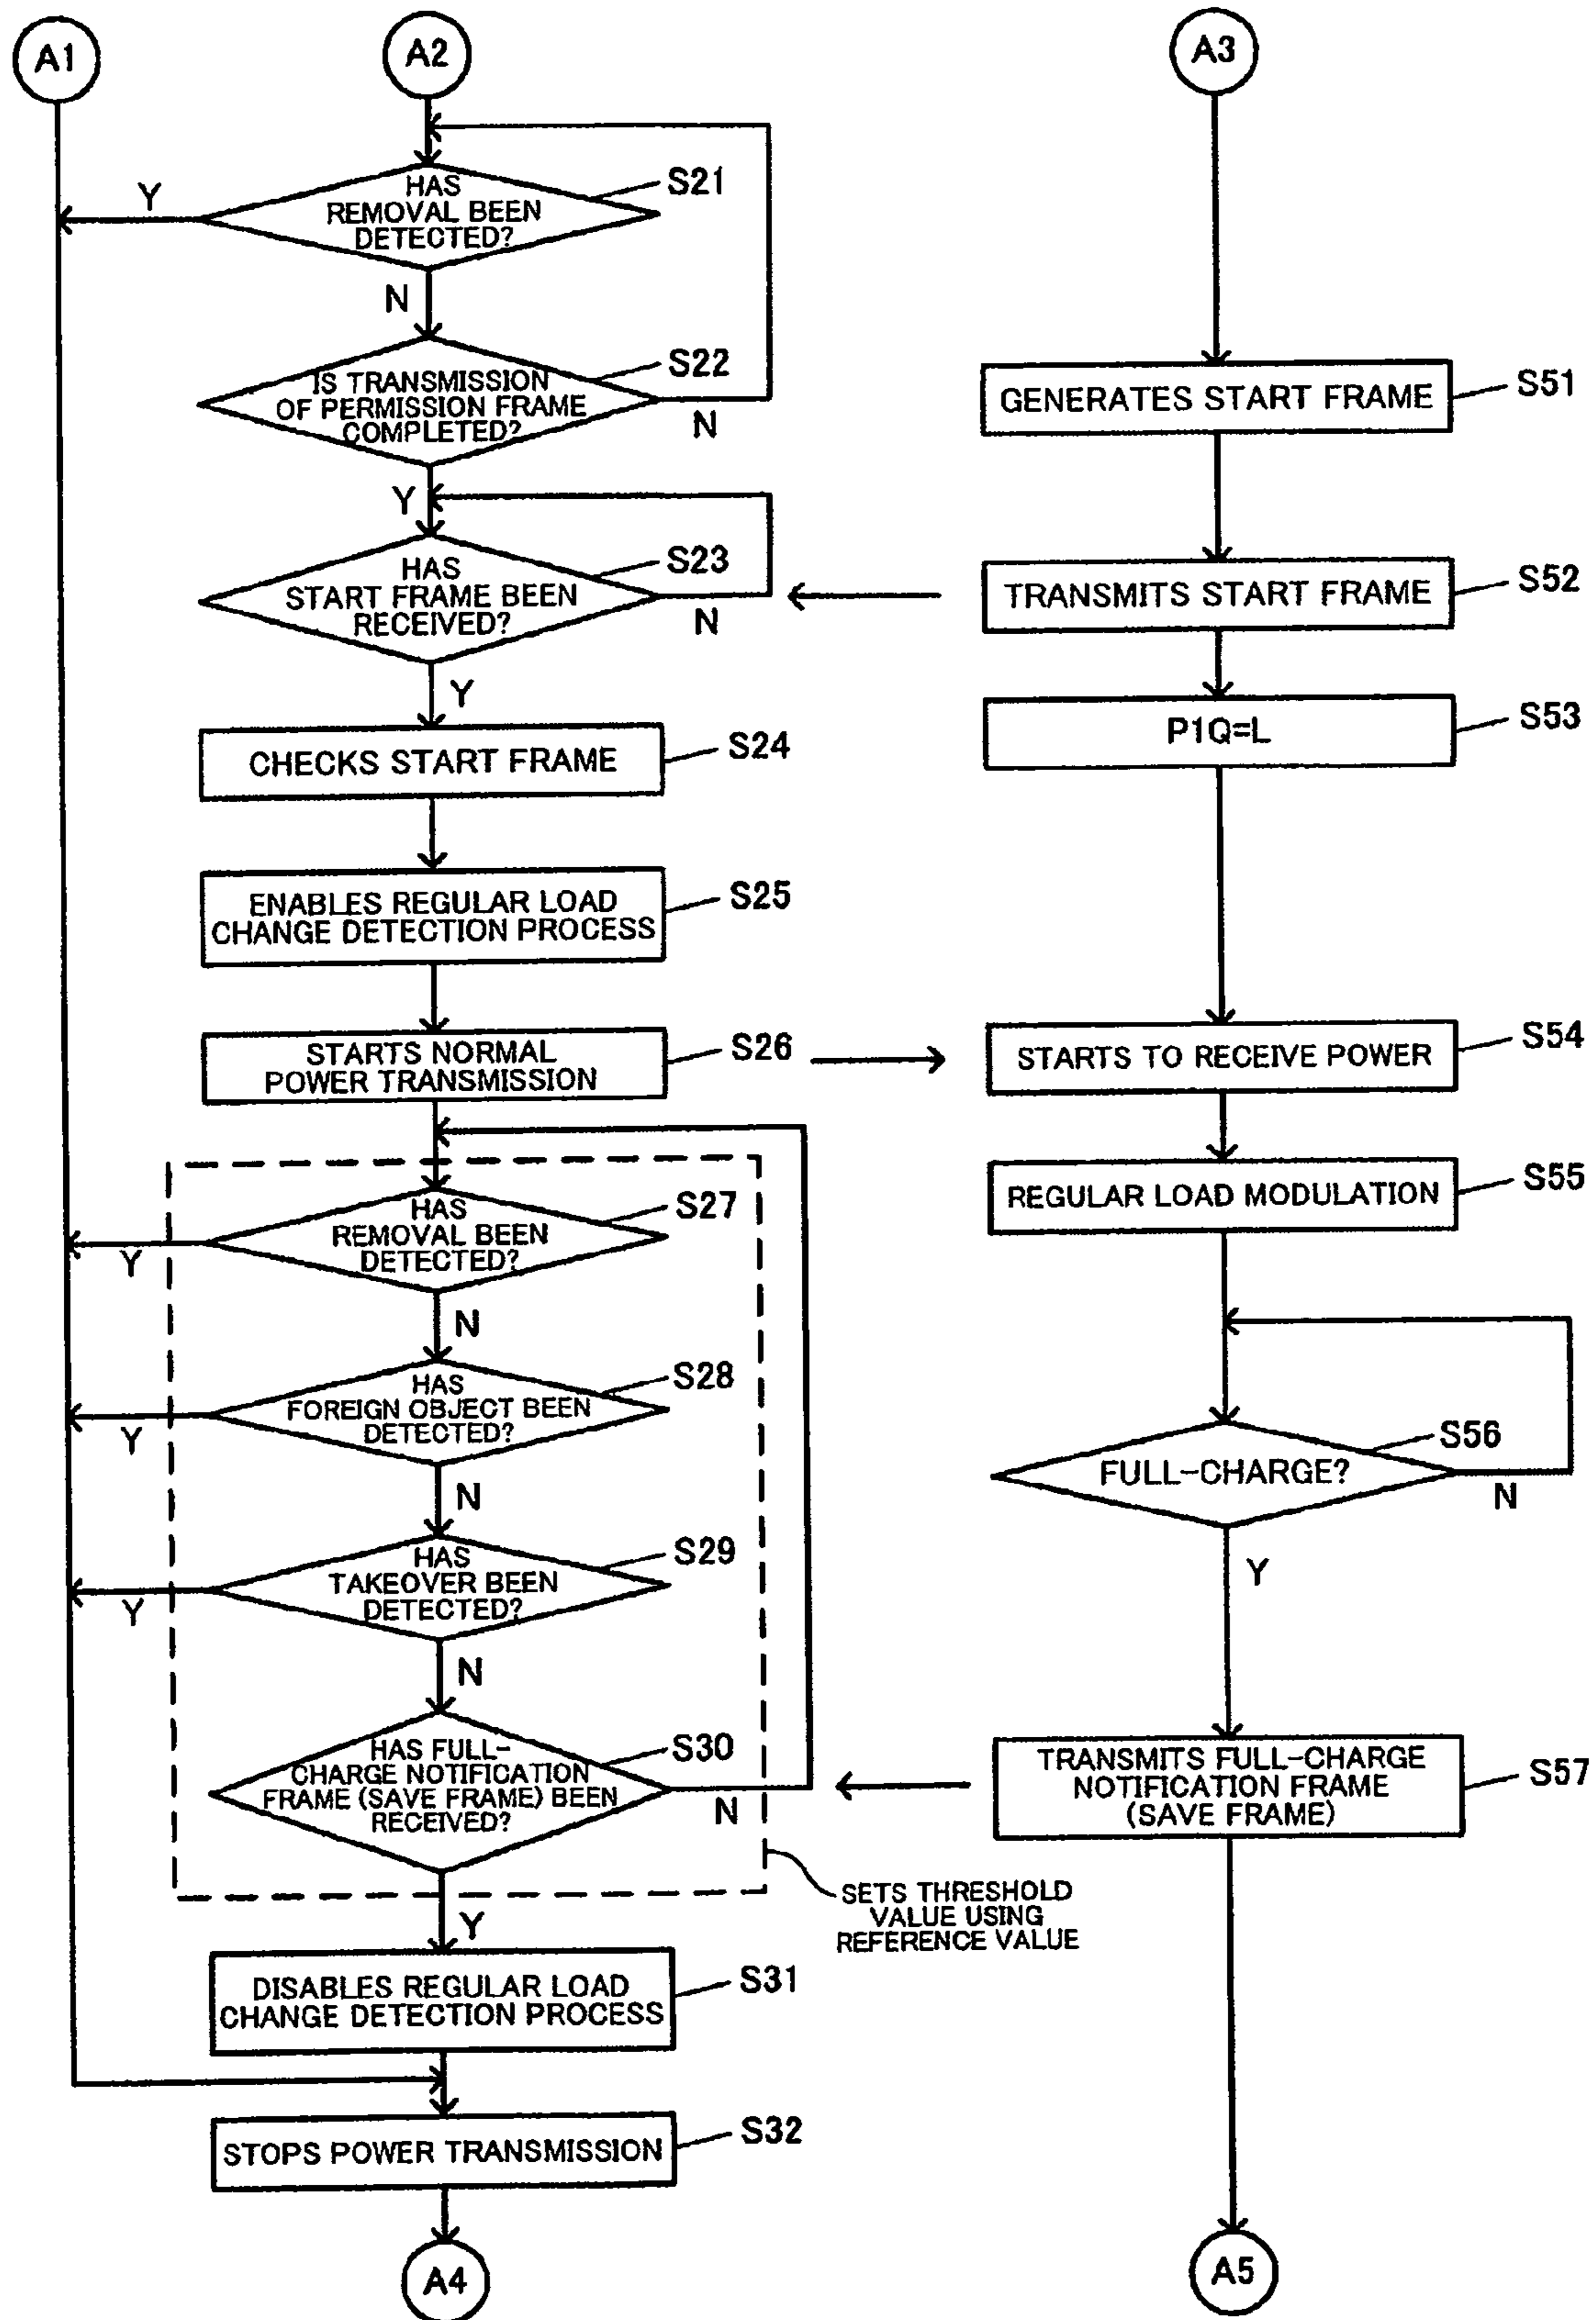 A1
A2
A3
HAS
REMOVAL BEEN
DETECTED?
S21
Y
N
IS TRANSMISSION
OF PERMISSION FRAME
COMPLETED?
S22
N
Y
GENERATES START FRAME
S51
HAS
START FRAME BEEN
RECEIVED?
S23
N
Y
TRANSMITS START FRAME
S52
P1Q=L
S53
CHECKS START FRAME
S24
ENABLES REGULAR LOAD
CHANGE DETECTION PROCESS
S25
STARTS NORMAL
POWER TRANSMISSION
S26
STARTS TO RECEIVE POWER
S54
REGULAR LOAD MODULATION
S55
HAS
REMOVAL BEEN
DETECTED?
S27
Y
N
HAS
FOREIGN OBJECT BEEN
DETECTED?
S28
Y
N
FULL-CHARGE?
S56
N
Y
HAS
TAKEOVER BEEN
DETECTED?
S29
Y
N
HAS FULL-
CHARGE NOTIFICATION
FRAME (SAVE FRAME) BEEN
RECEIVED?
S30
N
Y
TRANSMITS FULL-CHARGE
NOTIFICATION FRAME
(SAVE FRAME)
S57
SETS THRESHOLD
VALUE USING
REFERENCE VALUE
DISABLES REGULAR LOAD
CHANGE DETECTION PROCESS
S31
STOPS POWER TRANSMISSION
S32
A4
A5